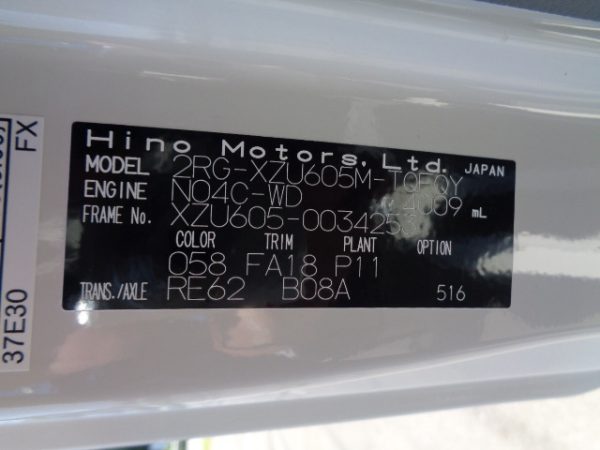 Hino Motors, Ltd. JAPAN
MODEL 2RG-XZU605M-TQFQY
ENGINE N04C-WD 4009 mL
FRAME No. XZU605-0034253
COLOR TRIM PLANT OPTION
058 FA18 P11
TRANS./AXLE RE62 B08A 516
FX
37E30